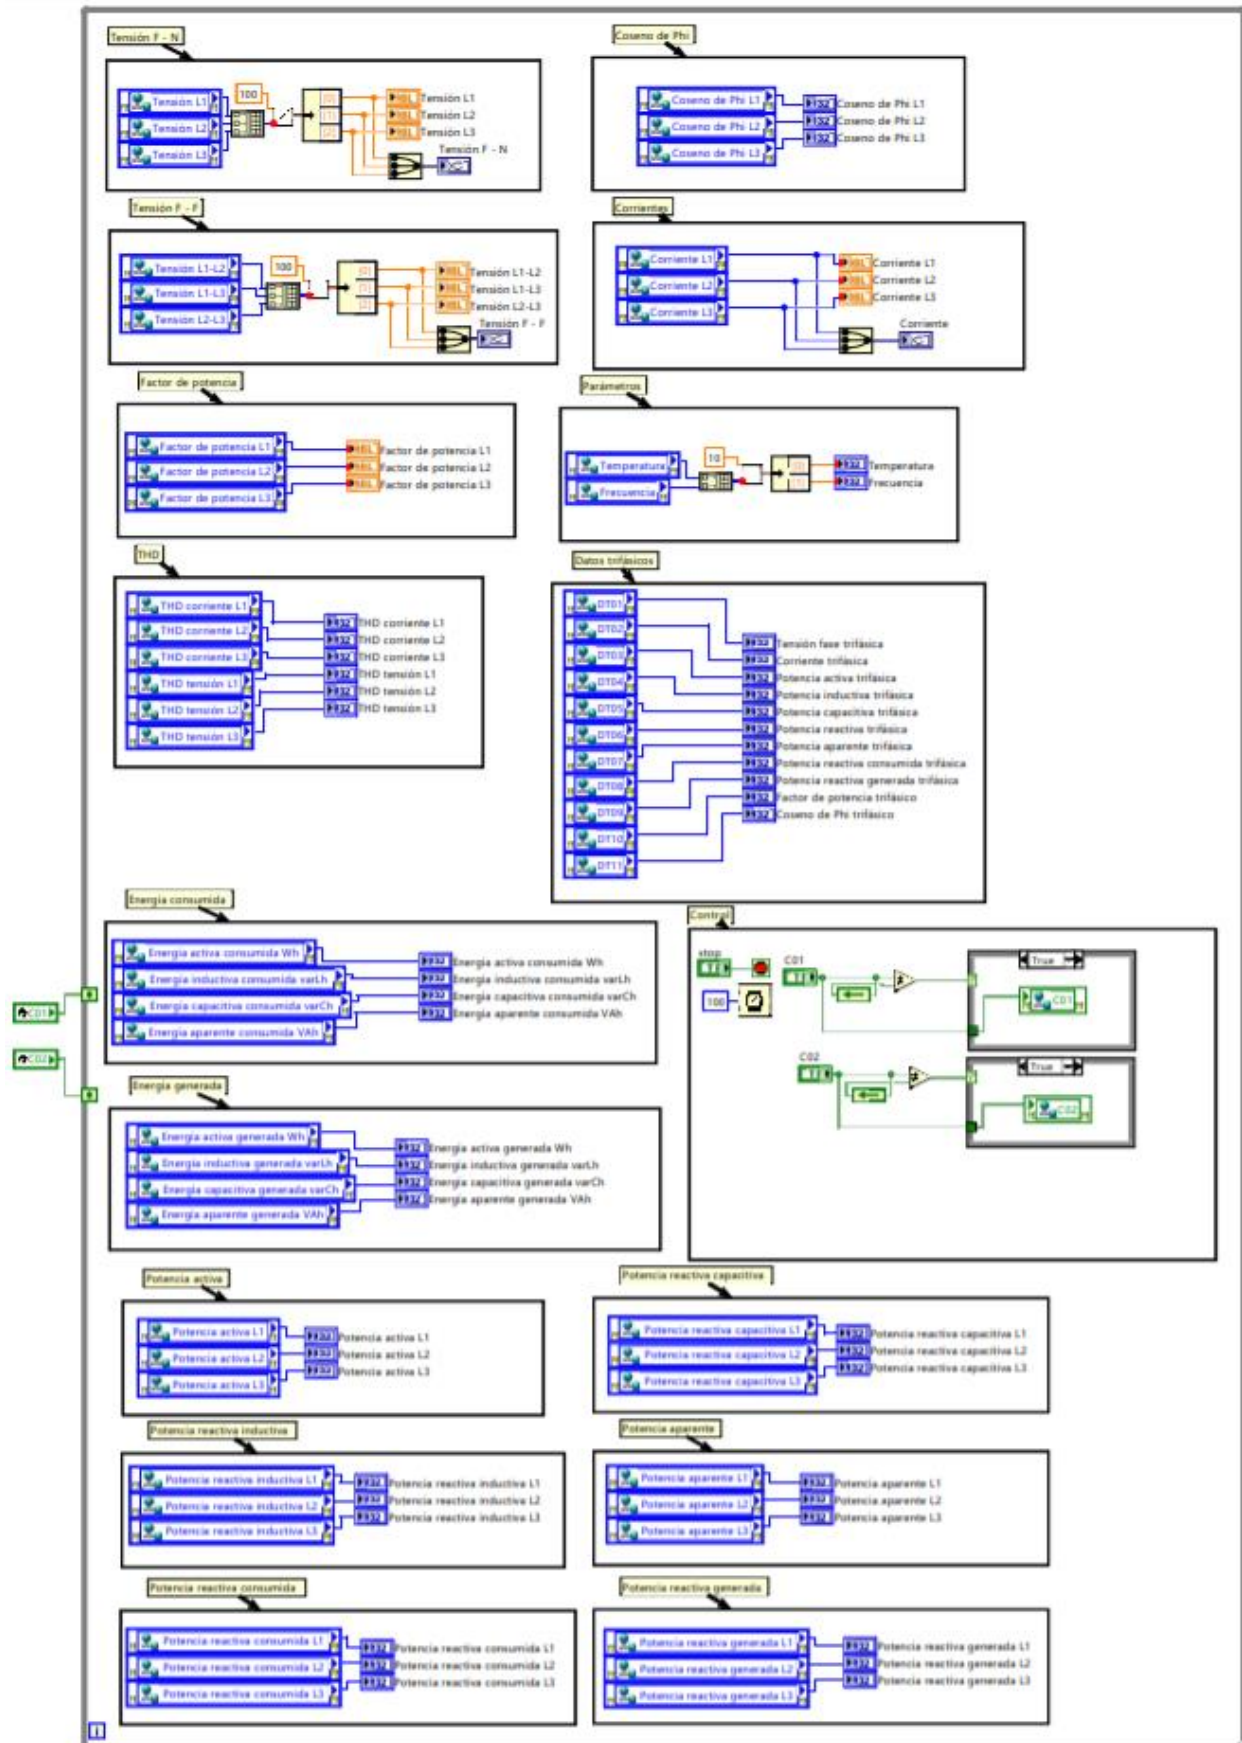 Tensión F - N
Tensión L1
Tensión L2
Tensión L3
100
[0]
[1]
[2]
Tensión L1
Tensión L2
Tensión L3
Tensión F - N
Coseno de Phi
Coseno de Phi L1
Coseno de Phi L2
Coseno de Phi L3
I32
I32
I32
Coseno de Phi L1
Coseno de Phi L2
Coseno de Phi L3
Tensión F - F
Tensión L1-L2
Tensión L1-L3
Tensión L2-L3
100
[0]
[1]
[2]
Tensión L1-L2
Tensión L1-L3
Tensión L2-L3
Tensión F - F
Corrientes
Corriente L1
Corriente L2
Corriente L3
Corriente L1
Corriente L2
Corriente L3
Corriente
Factor de potencia
Factor de potencia L1
Factor de potencia L2
Factor de potencia L3
Factor de potencia L1
Factor de potencia L2
Factor de potencia L3
Parámetros
Temperatura
Frecuencia
10
[0]
[1]
Temperatura
Frecuencia
THD
THD corriente L1
THD corriente L2
THD corriente L3
THD tensión L1
THD tensión L2
THD tensión L3
THD corriente L1
THD corriente L2
THD corriente L3
THD tensión L1
THD tensión L2
THD tensión L3
Datos trifásicos
DT01
DT02
DT03
DT04
DT05
DT06
DT07
DT08
DT09
DT10
DT11
Tensión fase trifásica
Corriente trifásica
Potencia activa trifásica
Potencia inductiva trifásica
Potencia capacitiva trifásica
Potencia reactiva trifásica
Potencia aparente trifásica
Potencia reactiva consumida trifásica
Potencia reactiva generada trifásica
Factor de potencia trifásico
Coseno de Phi trifásico
Energía consumida
Energía activa consumida Wh
Energía inductiva consumida varLh
Energía capacitiva consumida varCh
Energía aparente consumida VAh
Energía activa consumida Wh
Energía inductiva consumida varLh
Energía capacitiva consumida varCh
Energía aparente consumida VAh
C01
C02
Control
stop
100
C01
True
C01
C02
True
C02
Energía generada
Energía activa generada Wh
Energía inductiva generada varLh
Energía capacitiva generada varCh
Energía aparente generada VAh
Energía activa generada Wh
Energía inductiva generada varLh
Energía capacitiva generada varCh
Energía aparente generada VAh
Potencia activa
Potencia activa L1
Potencia activa L2
Potencia activa L3
Potencia activa L1
Potencia activa L2
Potencia activa L3
Potencia reactiva capacitiva
Potencia reactiva capacitiva L1
Potencia reactiva capacitiva L2
Potencia reactiva capacitiva L3
Potencia reactiva capacitiva L1
Potencia reactiva capacitiva L2
Potencia reactiva capacitiva L3
Potencia reactiva inductiva
Potencia reactiva inductiva L1
Potencia reactiva inductiva L2
Potencia reactiva inductiva L3
Potencia reactiva inductiva L1
Potencia reactiva inductiva L2
Potencia reactiva inductiva L3
Potencia aparente
Potencia aparente L1
Potencia aparente L2
Potencia aparente L3
Potencia aparente L1
Potencia aparente L2
Potencia aparente L3
Potencia reactiva consumida
Potencia reactiva consumida L1
Potencia reactiva consumida L2
Potencia reactiva consumida L3
Potencia reactiva consumida L1
Potencia reactiva consumida L2
Potencia reactiva consumida L3
Potencia reactiva generada
Potencia reactiva generada L1
Potencia reactiva generada L2
Potencia reactiva generada L3
Potencia reactiva generada L1
Potencia reactiva generada L2
Potencia reactiva generada L3
i